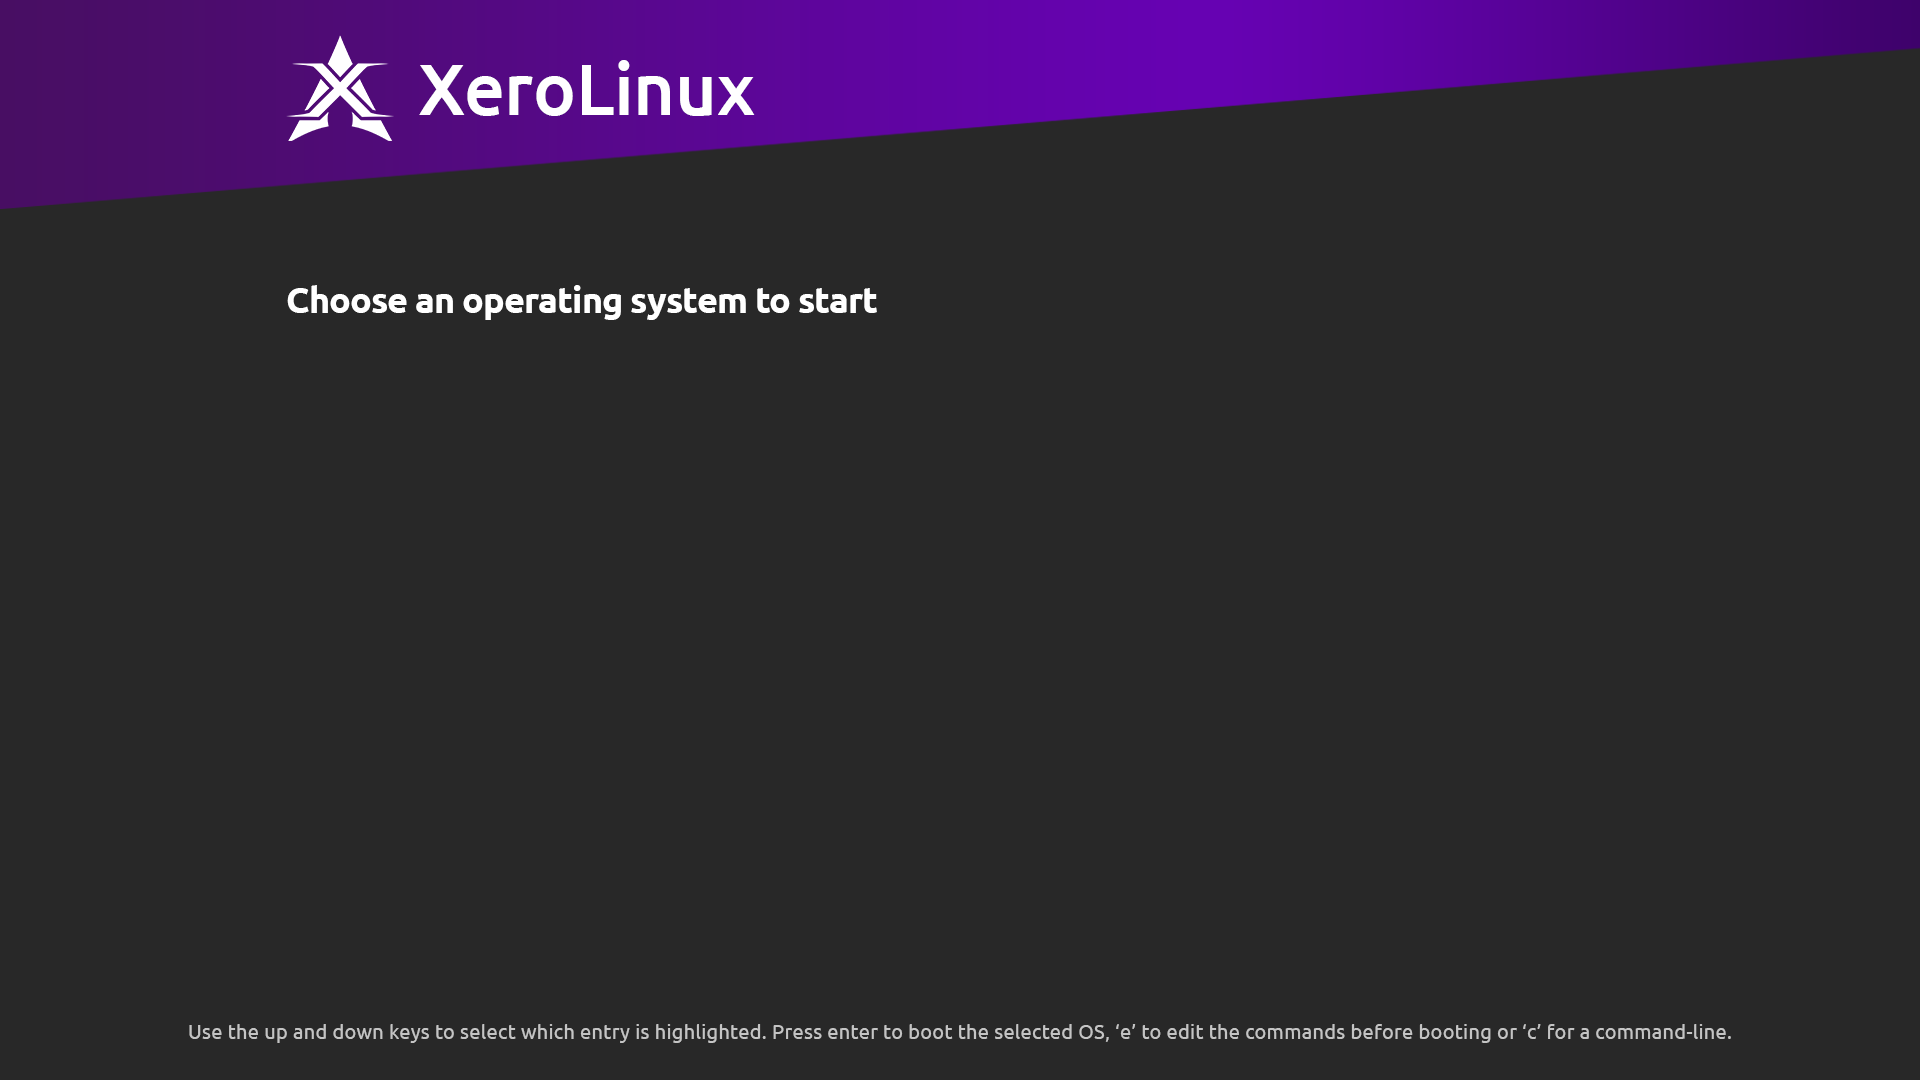 XeroLinux
Choose an operating system to start
Use the up and down keys to select which entry is highlighted. Press enter to boot the selected OS, ‘e’ to edit the commands before booting or ‘c’ for a command-line.